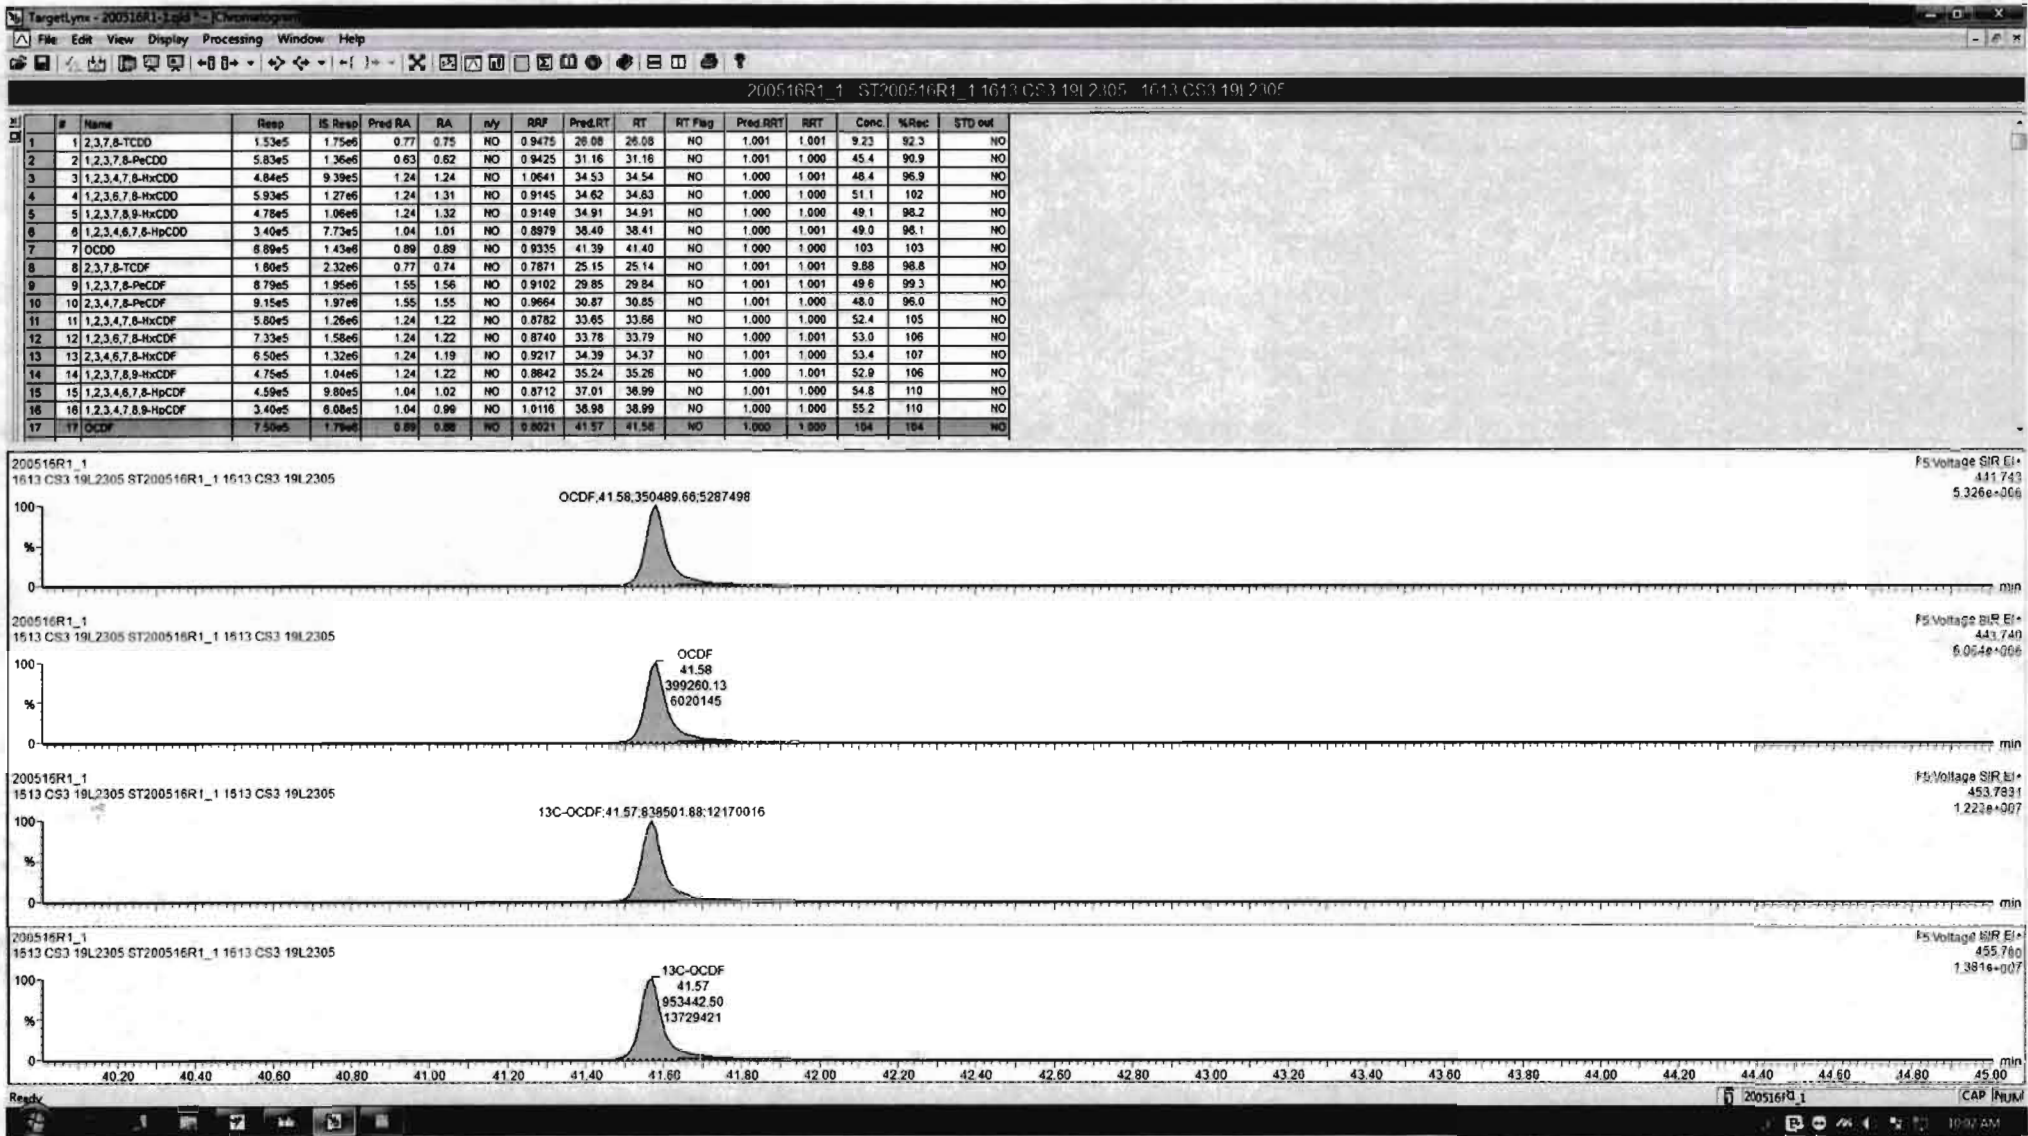 TargetLynx - 200516R1-1.qld * - [Chromatogram]
File Edit View Display Processing Window Help
200516R1_1 ST200516R1_1 1613 CS3 19L2305 1613 CS3 19L2305
# Name Resp IS Resp Pred RA RA n/y RRF Pred.RT RT RT Flag Pred.RRT RRT Conc. %Rec STD out
1 1 2,3,7,8-TCDD 1.53e5 1.75e6 0.77 0.75 NO 0.9475 26.08 26.08 NO 1.001 1.001 9.23 92.3 NO
2 2 1,2,3,7,8-PeCDD 5.83e5 1.36e6 0.63 0.62 NO 0.9425 31.16 31.16 NO 1.001 1.000 45.4 90.9 NO
3 3 1,2,3,4,7,8-HxCDD 4.84e5 9.39e5 1.24 1.24 NO 1.0641 34.53 34.54 NO 1.000 1.001 48.4 96.9 NO
4 4 1,2,3,6,7,8-HxCDD 5.93e5 1.27e6 1.24 1.31 NO 0.9145 34.62 34.63 NO 1.000 1.000 51.1 102 NO
5 5 1,2,3,7,8,9-HxCDD 4.78e5 1.06e6 1.24 1.32 NO 0.9149 34.91 34.91 NO 1.000 1.000 49.1 98.2 NO
6 6 1,2,3,4,6,7,8-HpCDD 3.40e5 7.73e5 1.04 1.01 NO 0.8979 38.40 38.41 NO 1.000 1.001 49.0 98.1 NO
7 7 OCDD 6.89e5 1.43e6 0.89 0.89 NO 0.9335 41.39 41.40 NO 1.000 1.000 103 103 NO
8 8 2,3,7,8-TCDF 1.80e5 2.32e6 0.77 0.74 NO 0.7871 25.15 25.14 NO 1.001 1.001 9.88 98.8 NO
9 9 1,2,3,7,8-PeCDF 8.79e5 1.95e6 1.55 1.56 NO 0.9102 29.85 29.84 NO 1.001 1.001 49.6 99.3 NO
10 10 2,3,4,7,8-PeCDF 9.15e5 1.97e6 1.55 1.55 NO 0.9664 30.87 30.85 NO 1.001 1.000 48.0 96.0 NO
11 11 1,2,3,4,7,8-HxCDF 5.80e5 1.26e6 1.24 1.22 NO 0.8782 33.65 33.66 NO 1.000 1.000 52.4 105 NO
12 12 1,2,3,6,7,8-HxCDF 7.33e5 1.58e6 1.24 1.22 NO 0.8740 33.78 33.79 NO 1.000 1.001 53.0 106 NO
13 13 2,3,4,6,7,8-HxCDF 6.50e5 1.32e6 1.24 1.19 NO 0.9217 34.39 34.37 NO 1.001 1.000 53.4 107 NO
14 14 1,2,3,7,8,9-HxCDF 4.75e5 1.04e6 1.24 1.22 NO 0.8642 35.24 35.26 NO 1.000 1.001 52.9 106 NO
15 15 1,2,3,4,6,7,8-HpCDF 4.59e5 9.80e5 1.04 1.02 NO 0.8712 37.01 36.99 NO 1.001 1.000 54.8 110 NO
16 16 1,2,3,4,7,8,9-HpCDF 3.40e5 6.08e5 1.04 0.99 NO 1.0116 38.98 38.99 NO 1.000 1.000 55.2 110 NO
17 17 OCDF 7.50e5 1.79e6 0.89 0.88 NO 0.8021 41.57 41.58 NO 1.000 1.000 104 104 NO
200516R1_1 F5:Voltage SIR,EI+
1613 CS3 19L2305 ST200516R1_1 1613 CS3 19L2305 441.743
OCDF;41.58;350489.66;5287498 5.326e+006
100
%
0
min
200516R1_1 F5:Voltage SIR,EI+
1613 CS3 19L2305 ST200516R1_1 1613 CS3 19L2305 443.740
OCDF 6.064e+006
41.58
399260.13
6020145
100
%
0
min
200516R1_1 F5:Voltage SIR,EI+
1613 CS3 19L2305 ST200516R1_1 1613 CS3 19L2305 453.7831
13C-OCDF;41.57;838501.88;12170016 1.222e+007
100
%
0
min
200516R1_1 F5:Voltage SIR,EI+
1613 CS3 19L2305 ST200516R1_1 1613 CS3 19L2305 455.780
13C-OCDF 1.381e+007
41.57
953442.50
13729421
100
%
0
min
40.20 40.40 40.60 40.80 41.00 41.20 41.40 41.60 41.80 42.00 42.20 42.40 42.60 42.80 43.00 43.20 43.40 43.60 43.80 44.00 44.20 44.40 44.60 44.80 45.00
Ready 200516R1_1 CAP NUM
10:07 AM